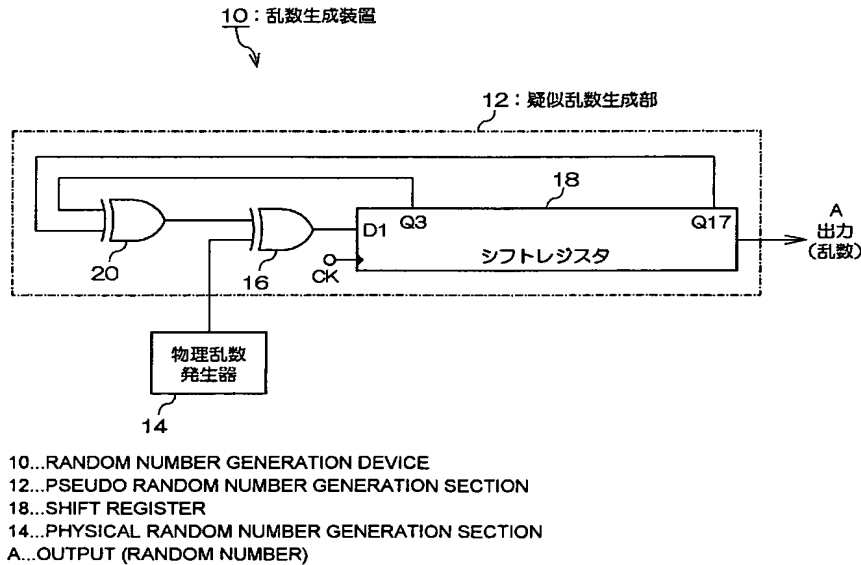 10：乱数生成装置
12：疑似乱数生成部
18
A
出力
(乱数)
D1
Q3
Q17
シフトレジスタ
CK
20
16
物理乱数
発生器
14
10...RANDOM NUMBER GENERATION DEVICE
12...PSEUDO RANDOM NUMBER GENERATION SECTION
18...SHIFT REGISTER
14...PHYSICAL RANDOM NUMBER GENERATION SECTION
A...OUTPUT (RANDOM NUMBER)